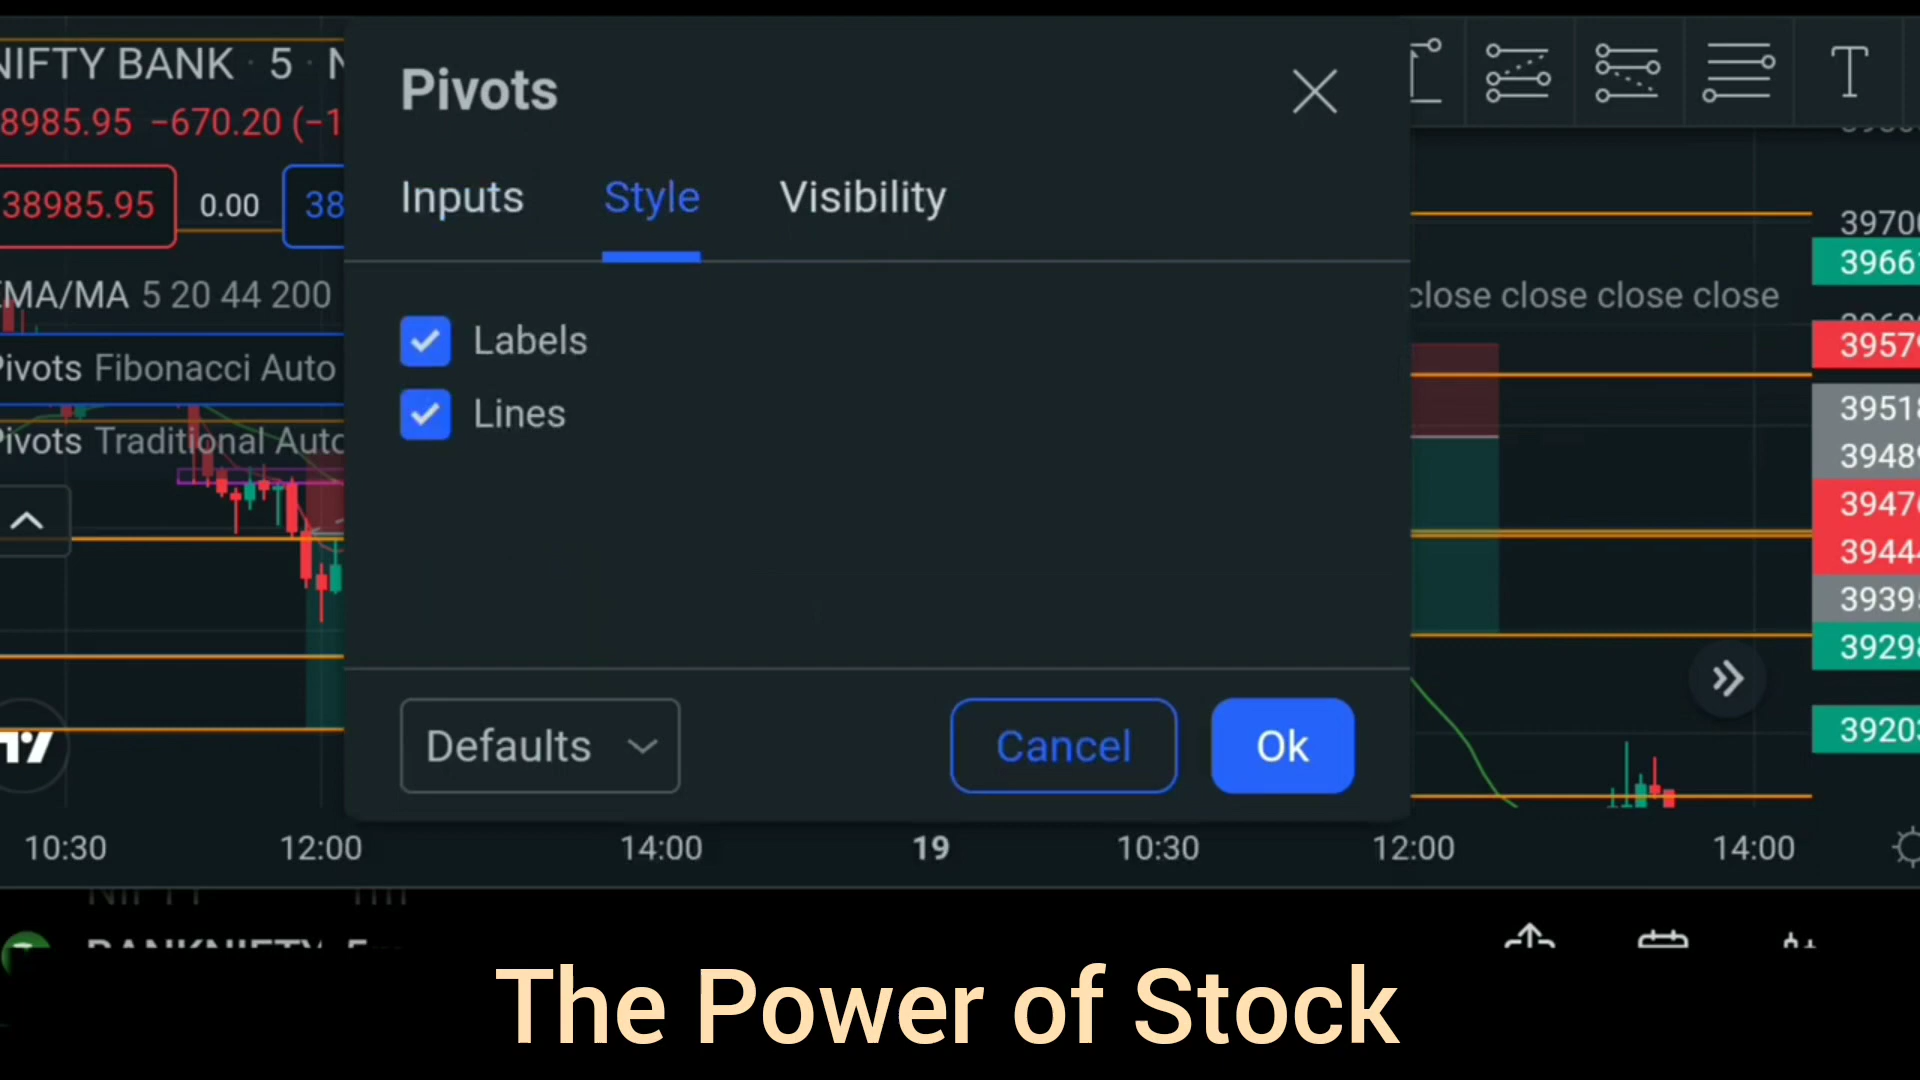 NIFTY BANK · 5 · N
8985.95 −670.20 (−1
38985.95 0.00 38
EMA/MA 5 20 44 200
close close close close
Pivots Fibonacci Auto
Pivots Traditional Auto
Pivots
Inputs Style Visibility
Labels
Lines
Defaults Cancel Ok
T
3970
3966
3957
3951
3948
3947
3944
3939
3929
3920
10:30 12:00 14:00 19 10:30 12:00 14:00
BANKNIFTY 5
The Power of Stock